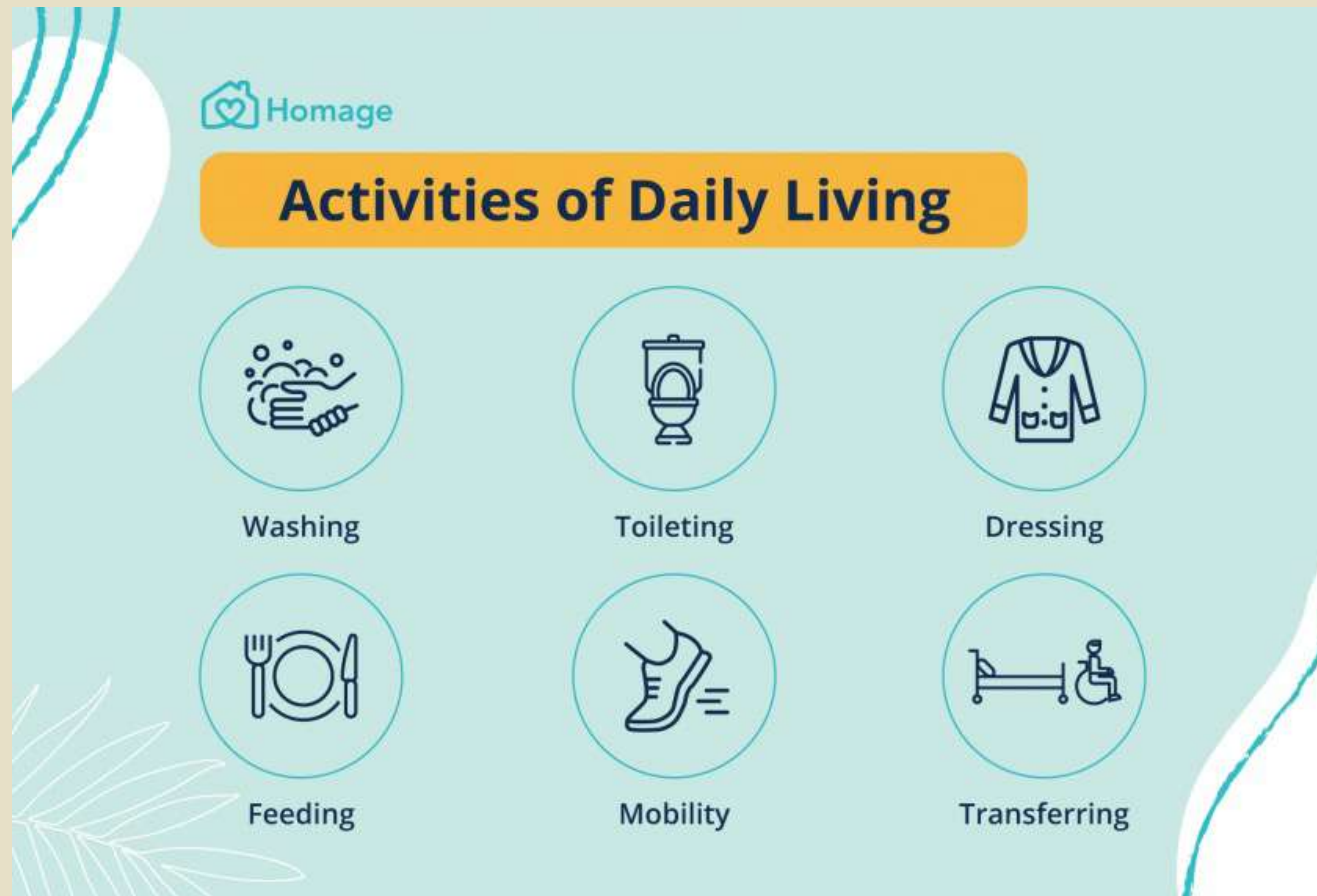 Homage
Activities of Daily Living
Washing
Toileting
Dressing
Feeding
Mobility
Transferring